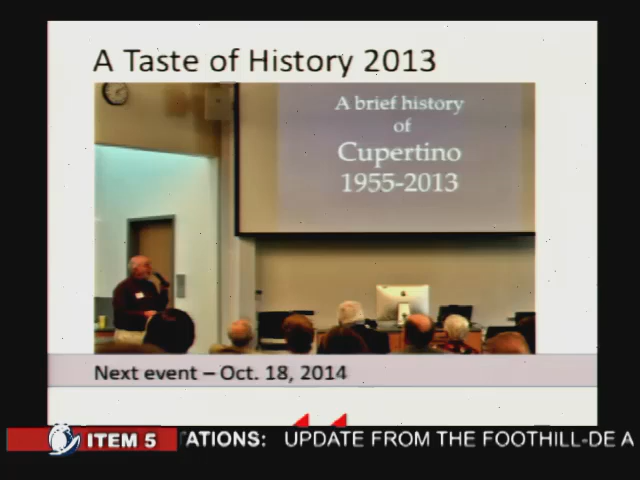 A Taste of History 2013
A brief history
of
Cupertino
1955-2013
Next event – Oct. 18, 2014
ITEM 5 ATIONS: UPDATE FROM THE FOOTHILL-DE A